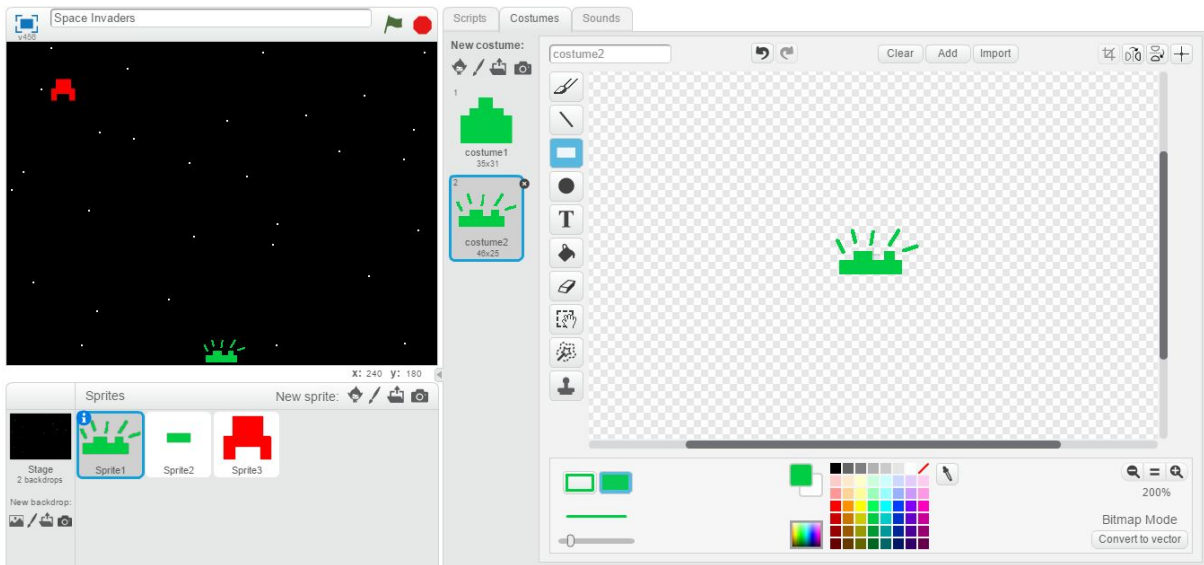 Space Invaders
v456
Scripts
Costumes
Sounds
New costume:
1
costume1
35x31
2
costume2
46x25
costume2
Clear
Add
Import
T
x: 240 y: 180
Sprites
New sprite:
Stage
2 backdrops
New backdrop:
Sprite1
Sprite2
Sprite3
200%
Bitmap Mode
Convert to vector